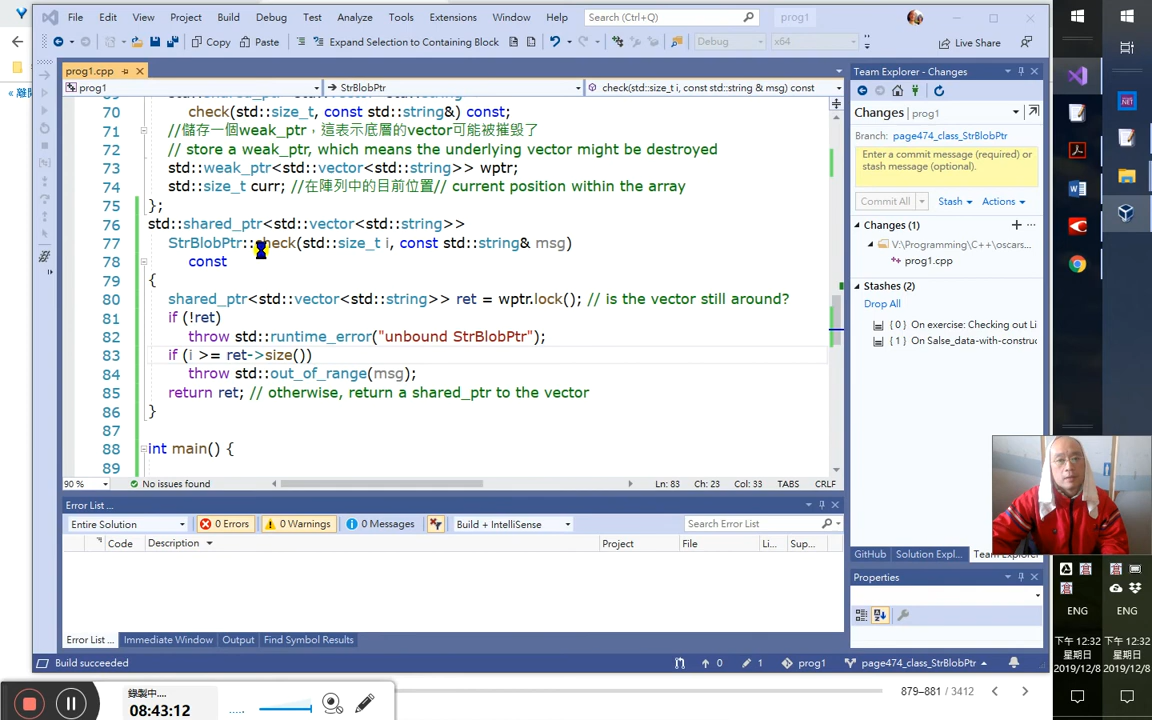 File Edit View Project Build Debug Test Analyze Tools Extensions Window Help Search (Ctrl+Q) prog1
Copy Paste Expand Selection to Containing Block Debug x64 Live Share
prog1.cpp
prog1 StrBlobPtr check(std::size_t i, const std::string & msg) const
70 check(std::size_t, const std::string&) const;
71 //儲存一個weak_ptr，這表示底層的vector可能被摧毀了
72 // store a weak_ptr, which means the underlying vector might be destroyed
73 std::weak_ptr<std::vector<std::string>> wptr;
74 std::size_t curr; //在陣列中的目前位置// current position within the array
75 };
76 std::shared_ptr<std::vector<std::string>>
77 StrBlobPtr::check(std::size_t i, const std::string& msg)
78 const
79 {
80 shared_ptr<std::vector<std::string>> ret = wptr.lock(); // is the vector still around?
81 if (!ret)
82 throw std::runtime_error("unbound StrBlobPtr");
83 if (i >= ret->size())
84 throw std::out_of_range(msg);
85 return ret; // otherwise, return a shared_ptr to the vector
86 }
87
88 int main() {
89
90 % No issues found Ln: 83 Ch: 23 Col: 33 TABS CRLF
Error List ...
Entire Solution 0 Errors 0 Warnings 0 Messages Build + IntelliSense Search Error List
Code Description Project File Li... Sup...
Error List ... Immediate Window Output Find Symbol Results
Build succeeded 0 1 prog1 page474_class_StrBlobPtr
Team Explorer - Changes
Changes prog1
Branch: page474_class_StrBlobPtr
Enter a commit message (required) or
stash message (optional).
Commit All Stash Actions
Changes (1)
V:\Programming\C++\oscars
prog1.cpp
Stashes (2)
Drop All
{ 0 } On exercise: Checking out Li
{ 1 } On Salse_data-with-construc
GitHub Solution Expl... Team Explorer
Properties
«離開
錄製中....
08:43:12
879–881 / 3412
ENG ENG
下午 12:32 下午 12:32
星期日 星期日
2019/12/8 2019/12/8